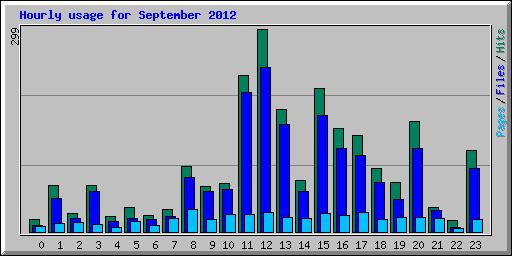 Hourly usage for September 2012
299
Pages / Files / Hits
0 1 2 3 4 5 6 7 8 9 10 11 12 13 14 15 16 17 18 19 20 21 22 23